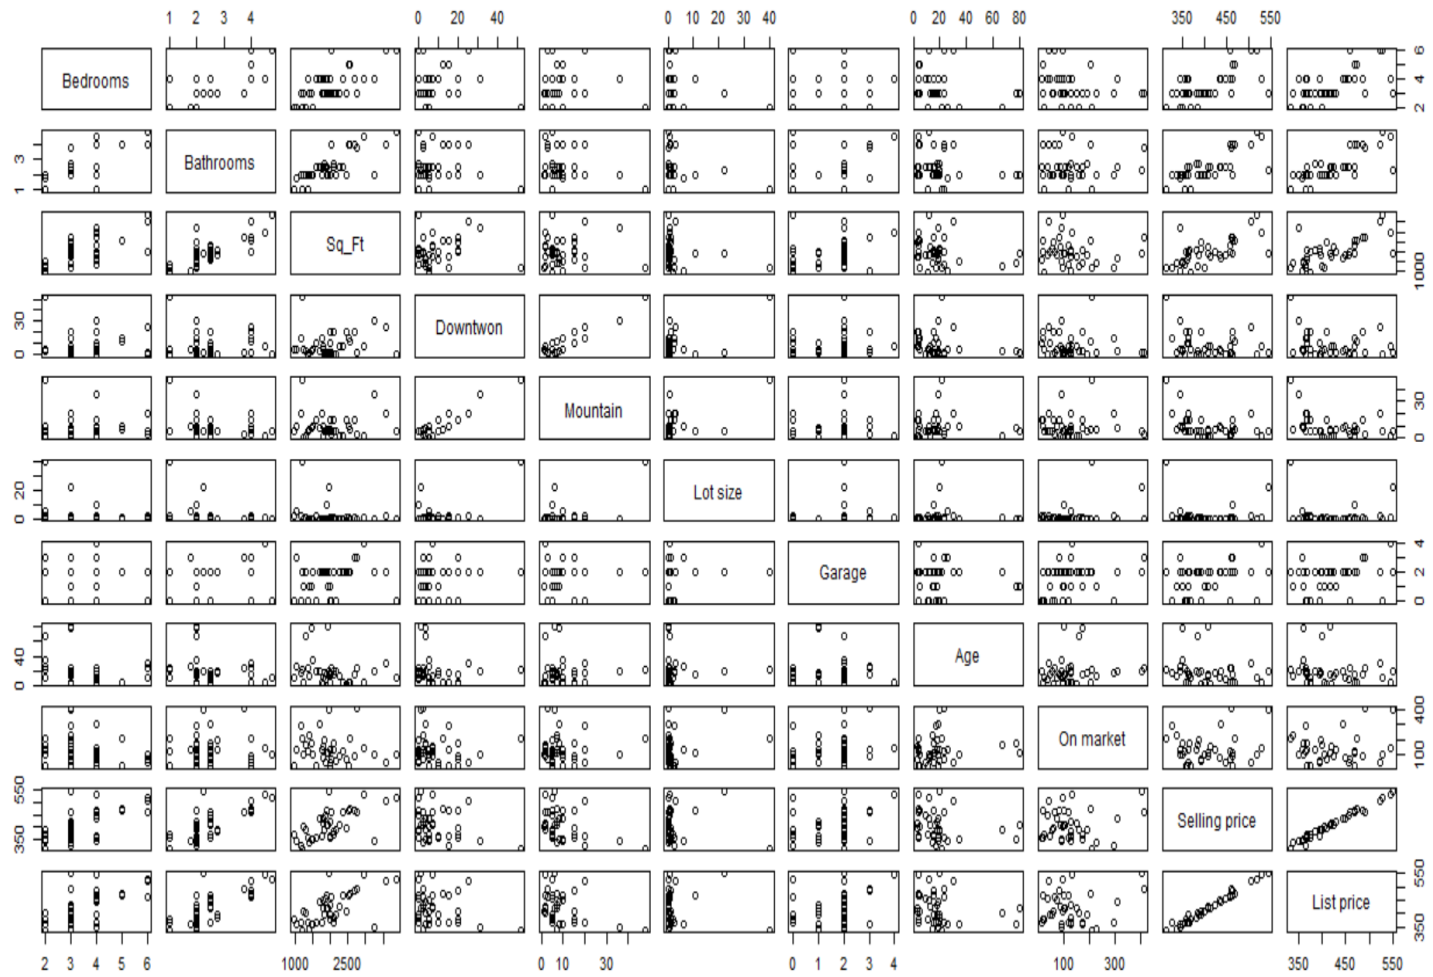 1 2 3 4
0 20
0 10 20 30 40
0 20 40 60 80
350 450 550
Bedrooms
2 4 6
1 3
Bathrooms
Sq_Ft
1000
0 30
Downtwon
Mountain
0 30
0 20
Lot size
Garage
0 1 2 3 4
0 40
Age
On market
100 400
350 550
Selling price
List price
350 550
2 3 4 5 6
1000 2500
0 10 30
0 1 2 3 4
100 300
350 450 550